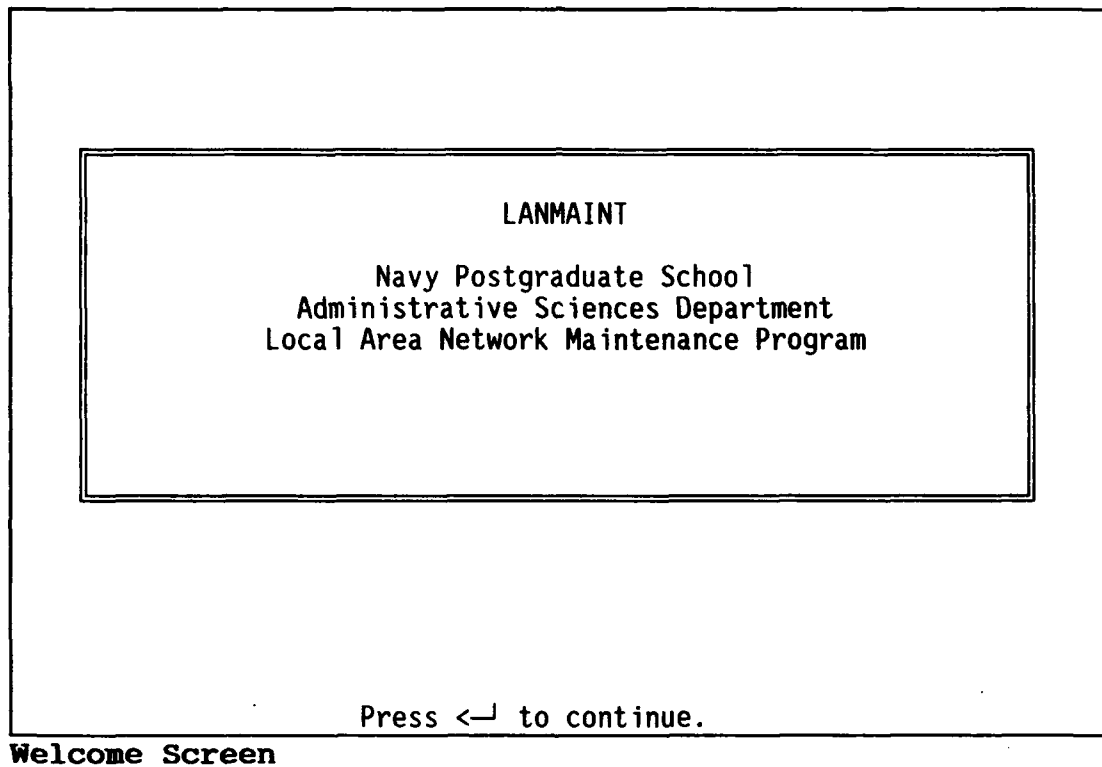 LANMAINT
Navy Postgraduate School
Administrative Sciences Department
Local Area Network Maintenance Program
Press <─┘ to continue.
Welcome Screen